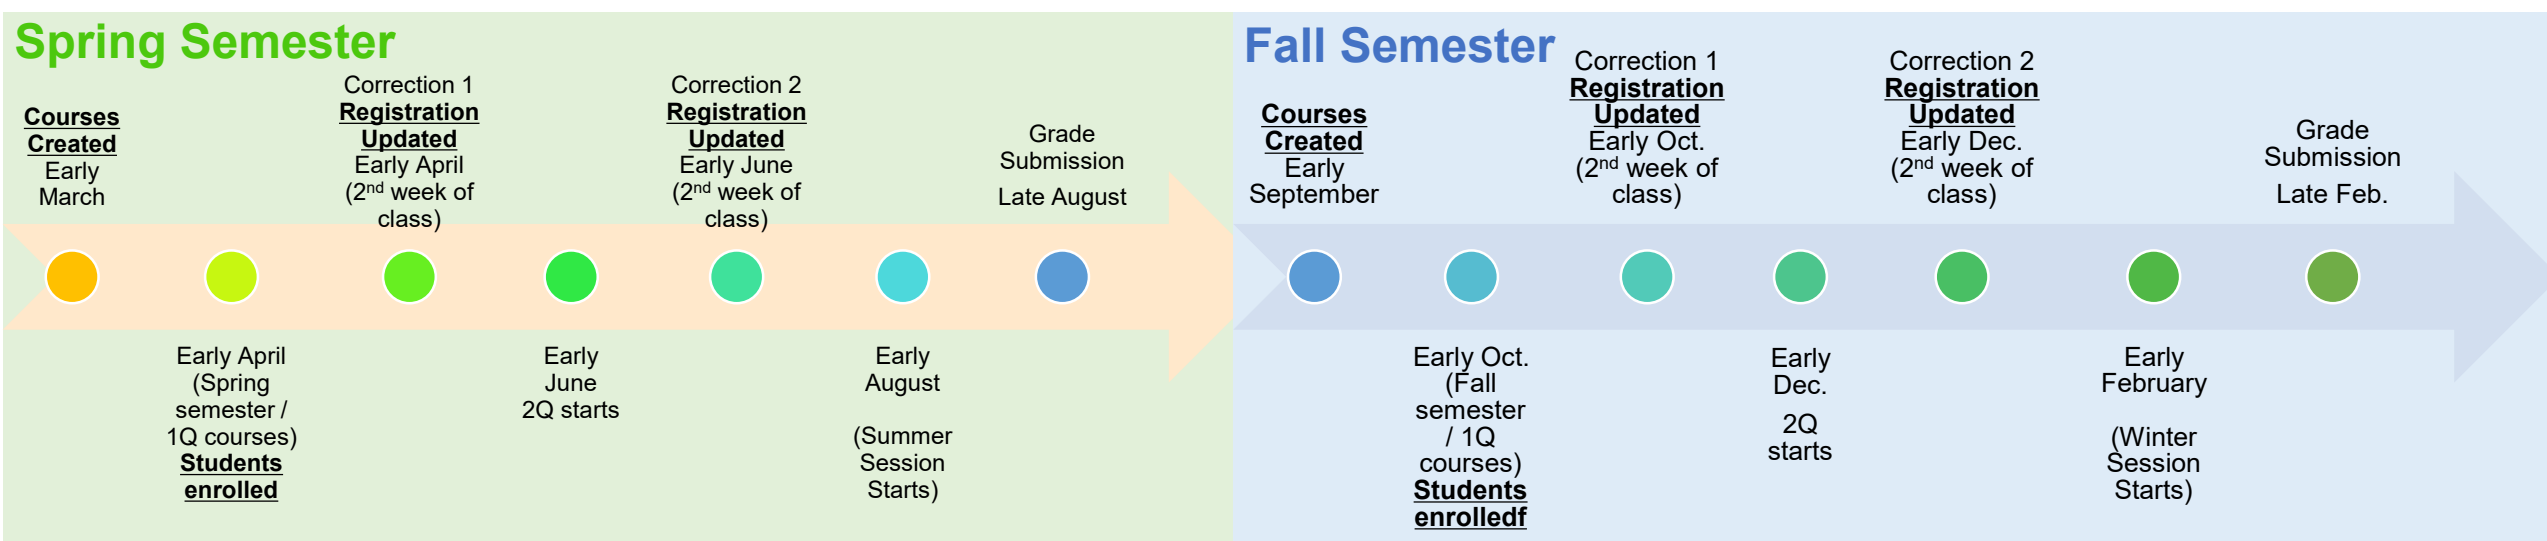 Spring Semester
Courses
Created
Early
March
Early April
(Spring
semester /
1Q courses)
Students
enrolled
Correction 1
Registration
Updated
Early April
(2nd week of
class)
Early
June
2Q starts
Correction 2
Registration
Updated
Early June
(2nd week of
class)
Early
August
(Summer
Session
Starts)
Grade
Submission
Late August
Fall Semester
Courses
Created
Early
September
Early Oct.
(Fall
semester
/ 1Q
courses)
Students
enrolledf
Correction 1
Registration
Updated
Early Oct.
(2nd week of
class)
Early
Dec.
2Q
starts
Correction 2
Registration
Updated
Early Dec.
(2nd week of
class)
Early
February
(Winter
Session
Starts)
Grade
Submission
Late Feb.